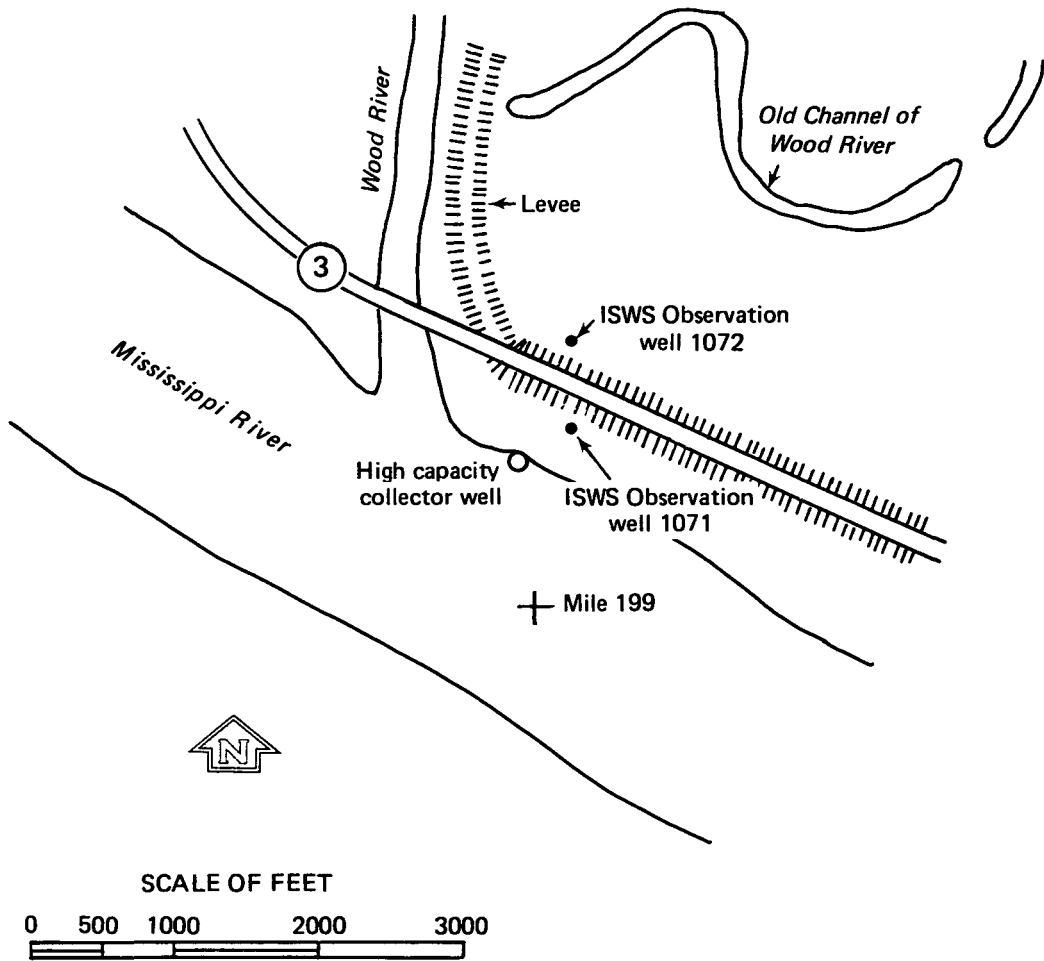 Wood River
Old Channel of
Wood River
Levee
3
ISWS Observation
well 1072
Mississippi River
High capacity
collector well
ISWS Observation
well 1071
Mile 199
N
SCALE OF FEET
0 500 1000 2000 3000